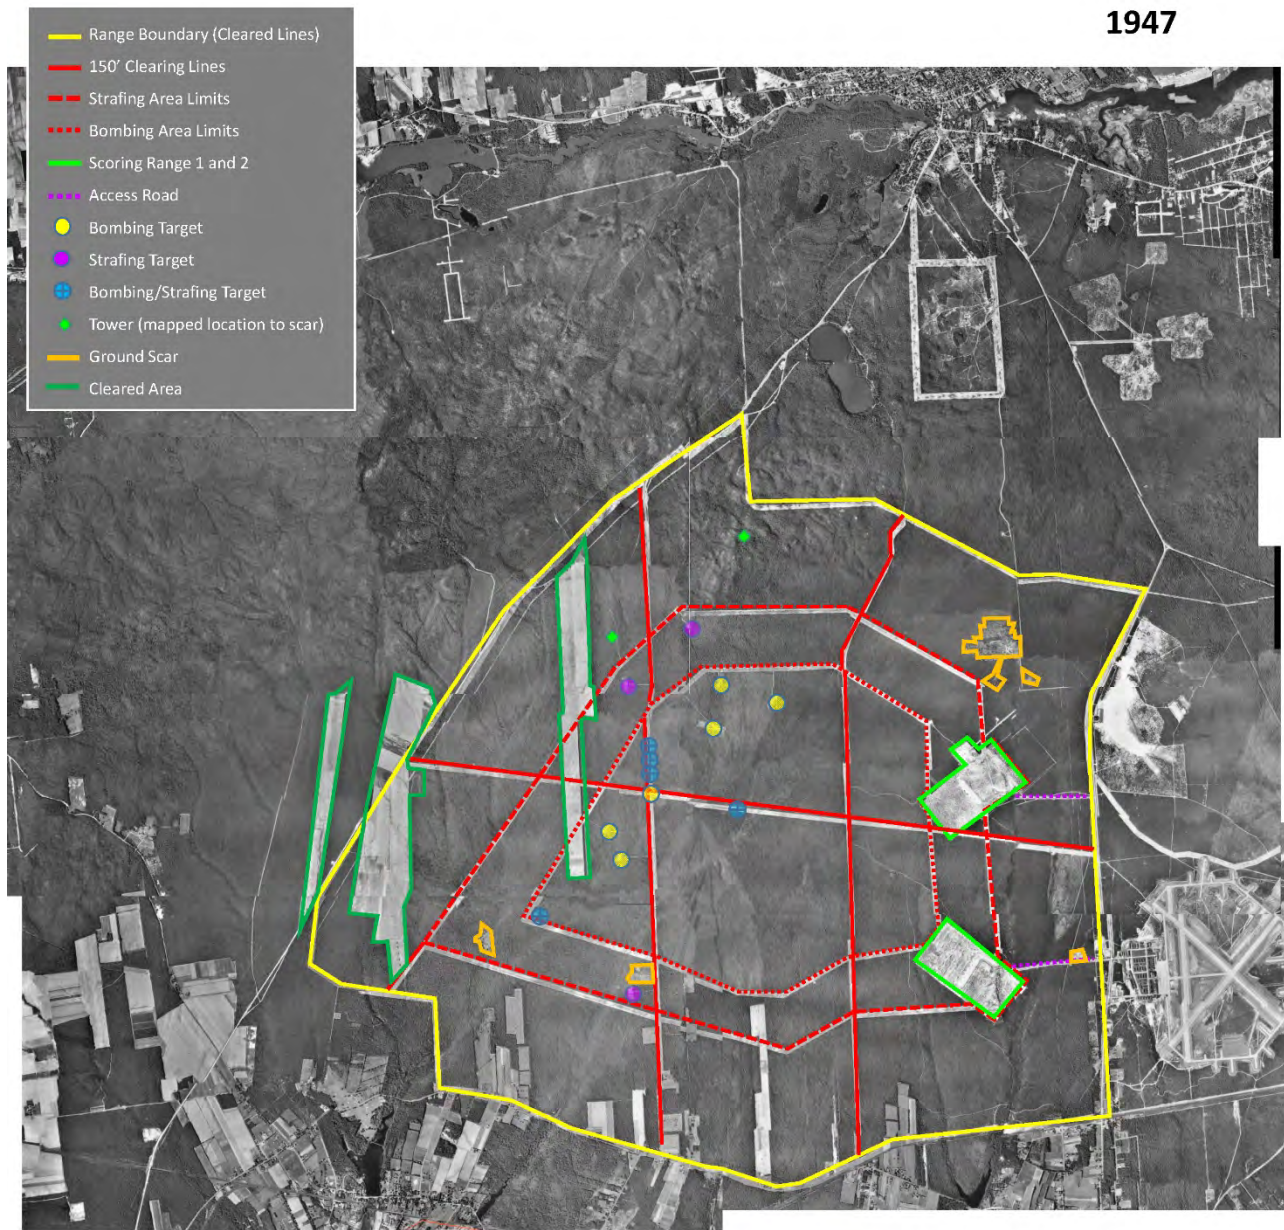 1947
Range Boundary (Cleared Lines)
150' Clearing Lines
Strafing Area Limits
Bombing Area Limits
Scoring Range 1 and 2
Access Road
Bombing Target
Strafing Target
Bombing/Strafing Target
Tower (mapped location to scar)
Ground Scar
Cleared Area